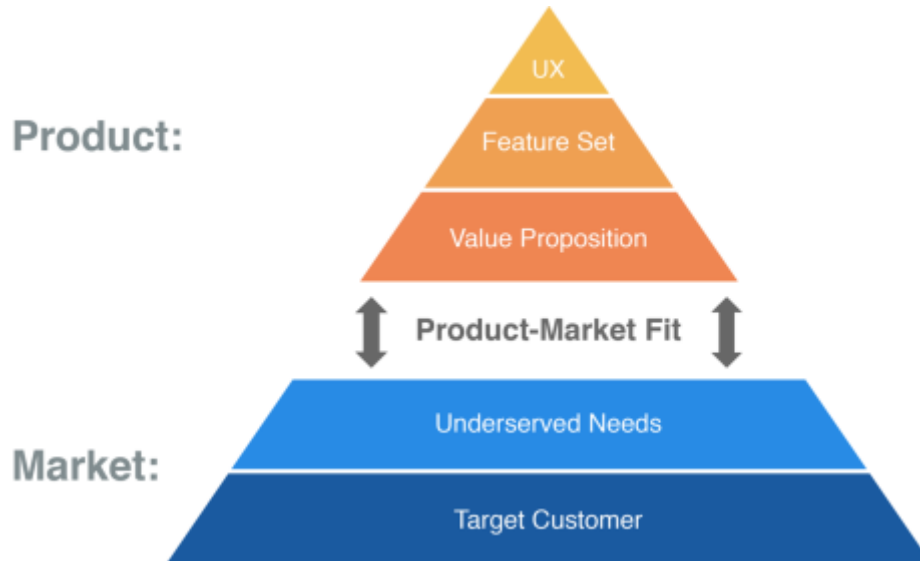 UX
Product:
Feature Set
Value Proposition
Product-Market Fit
Underserved Needs
Market:
Target Customer